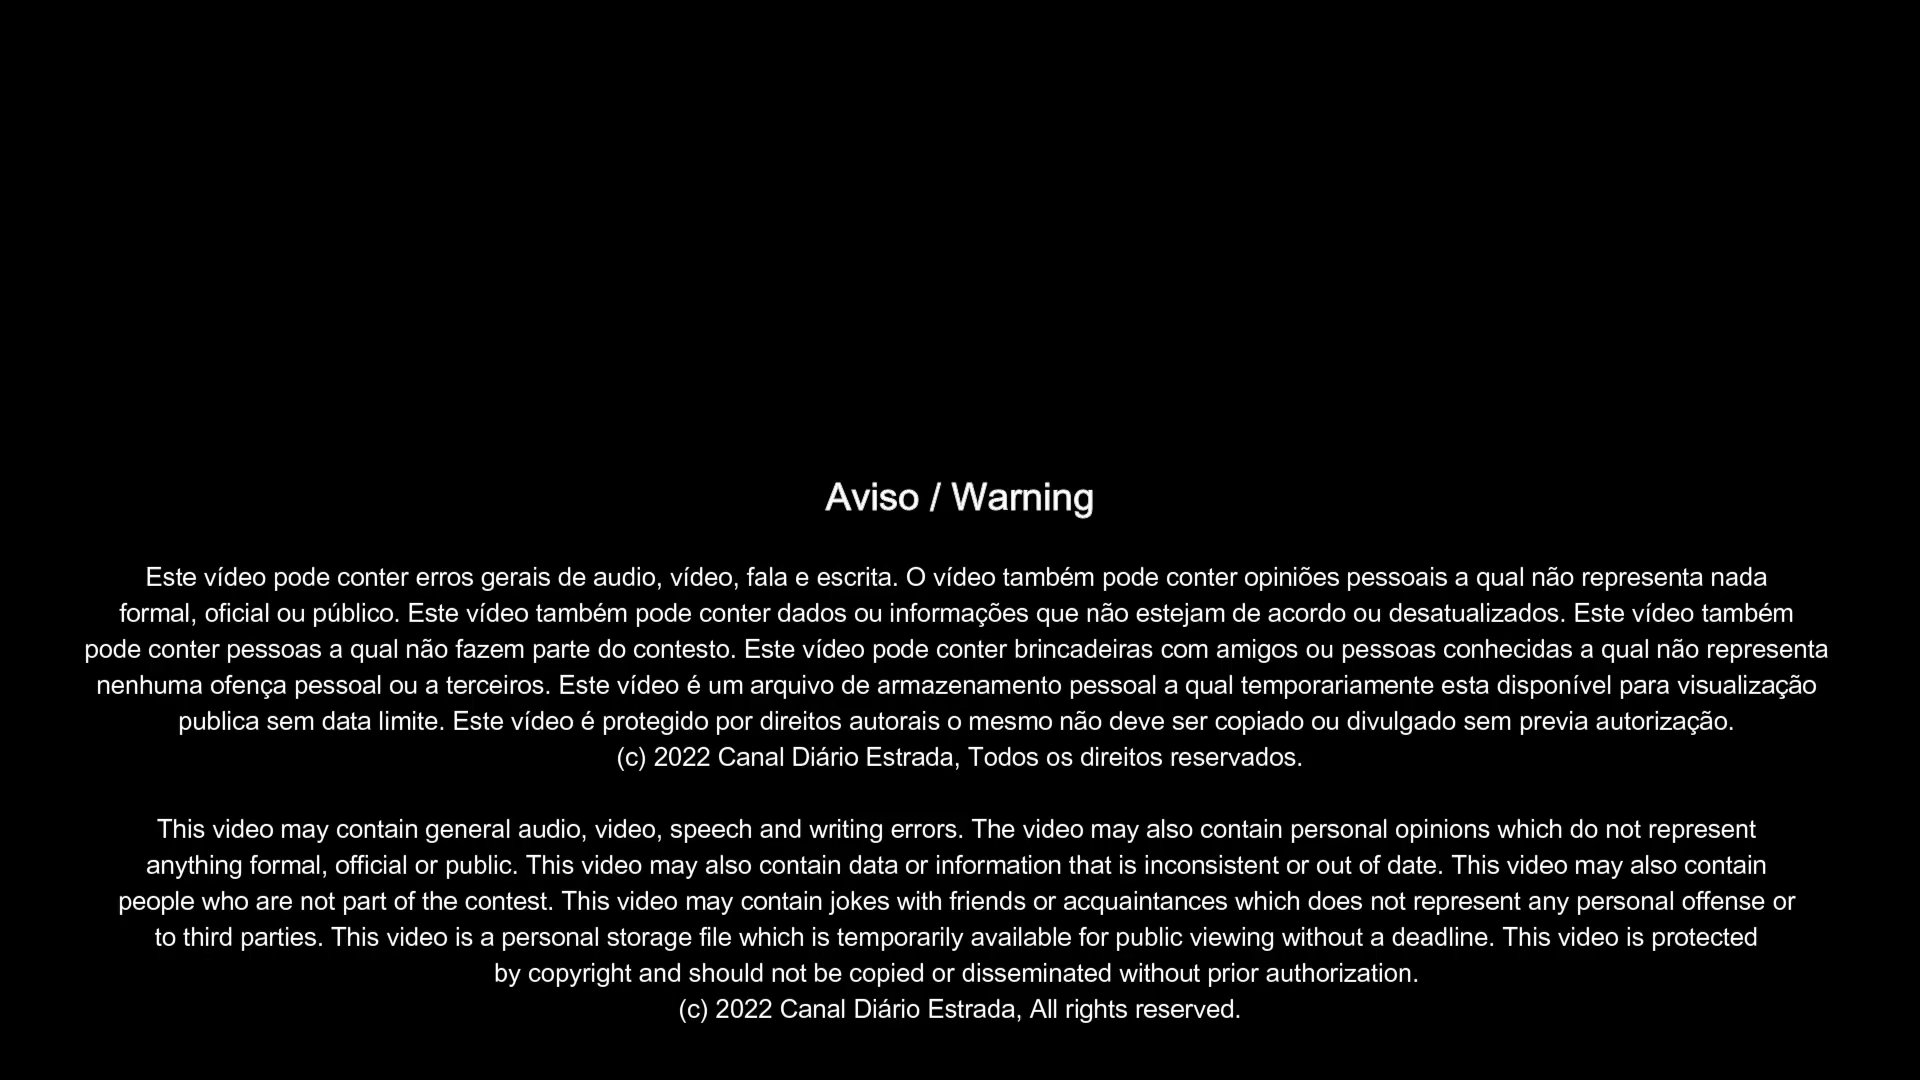 Aviso / Warning
Este vídeo pode conter erros gerais de audio, vídeo, fala e escrita. O vídeo também pode conter opiniões pessoais a qual não representa nada
formal, oficial ou público. Este vídeo também pode conter dados ou informações que não estejam de acordo ou desatualizados. Este vídeo também
pode conter pessoas a qual não fazem parte do contesto. Este vídeo pode conter brincadeiras com amigos ou pessoas conhecidas a qual não representa
nenhuma ofença pessoal ou a terceiros. Este vídeo é um arquivo de armazenamento pessoal a qual temporariamente esta disponível para visualização
publica sem data limite. Este vídeo é protegido por direitos autorais o mesmo não deve ser copiado ou divulgado sem previa autorização.
(c) 2022 Canal Diário Estrada, Todos os direitos reservados.
This video may contain general audio, video, speech and writing errors. The video may also contain personal opinions which do not represent
anything formal, official or public. This video may also contain data or information that is inconsistent or out of date. This video may also contain
people who are not part of the contest. This video may contain jokes with friends or acquaintances which does not represent any personal offense or
to third parties. This video is a personal storage file which is temporarily available for public viewing without a deadline. This video is protected
by copyright and should not be copied or disseminated without prior authorization.
(c) 2022 Canal Diário Estrada, All rights reserved.